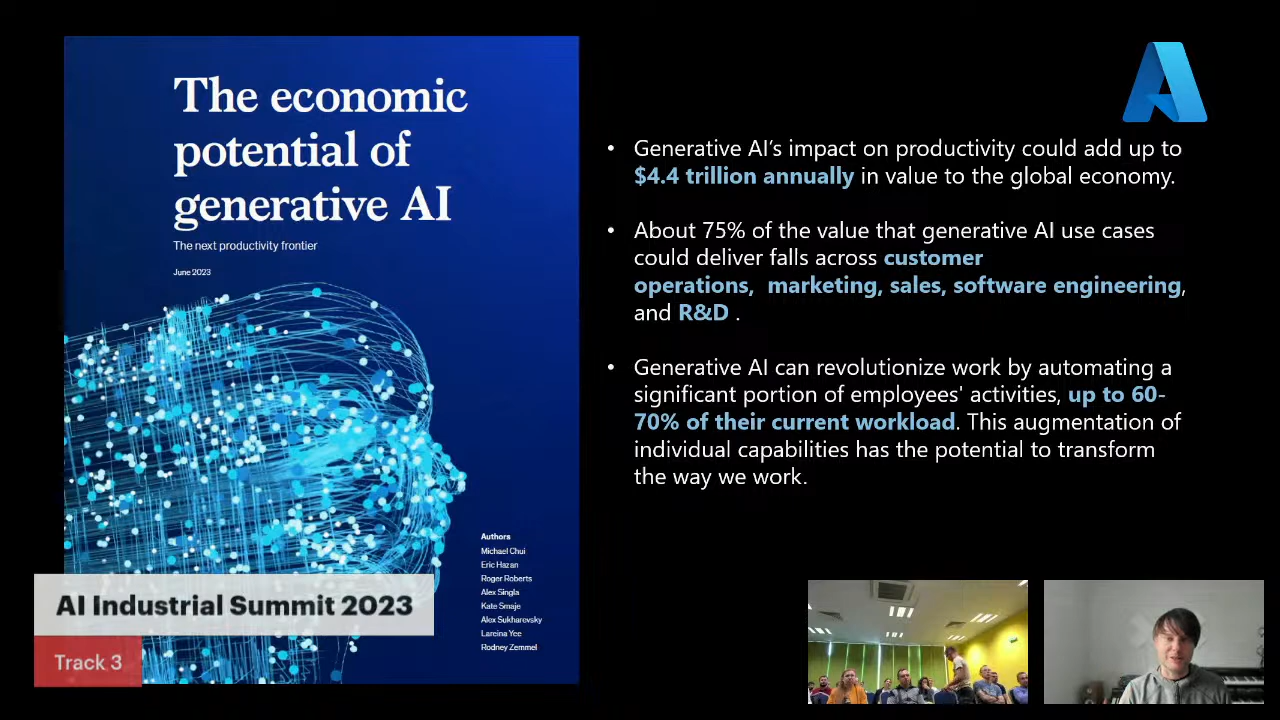 The economic
potential of
generative AI
The next productivity frontier
June 2023
Authors
Michael Chui
Eric Hazan
Roger Roberts
Alex Singla
Kate Smaje
Alex Sukharevsky
Lareina Yee
Rodney Zemmel
AI Industrial Summit 2023
Track 3
• Generative AI’s impact on productivity could add up to
$4.4 trillion annually in value to the global economy.
• About 75% of the value that generative AI use cases
could deliver falls across customer
operations,  marketing, sales, software engineering,
and R&D .
• Generative AI can revolutionize work by automating a
significant portion of employees' activities, up to 60-
70% of their current workload. This augmentation of
individual capabilities has the potential to transform
the way we work.